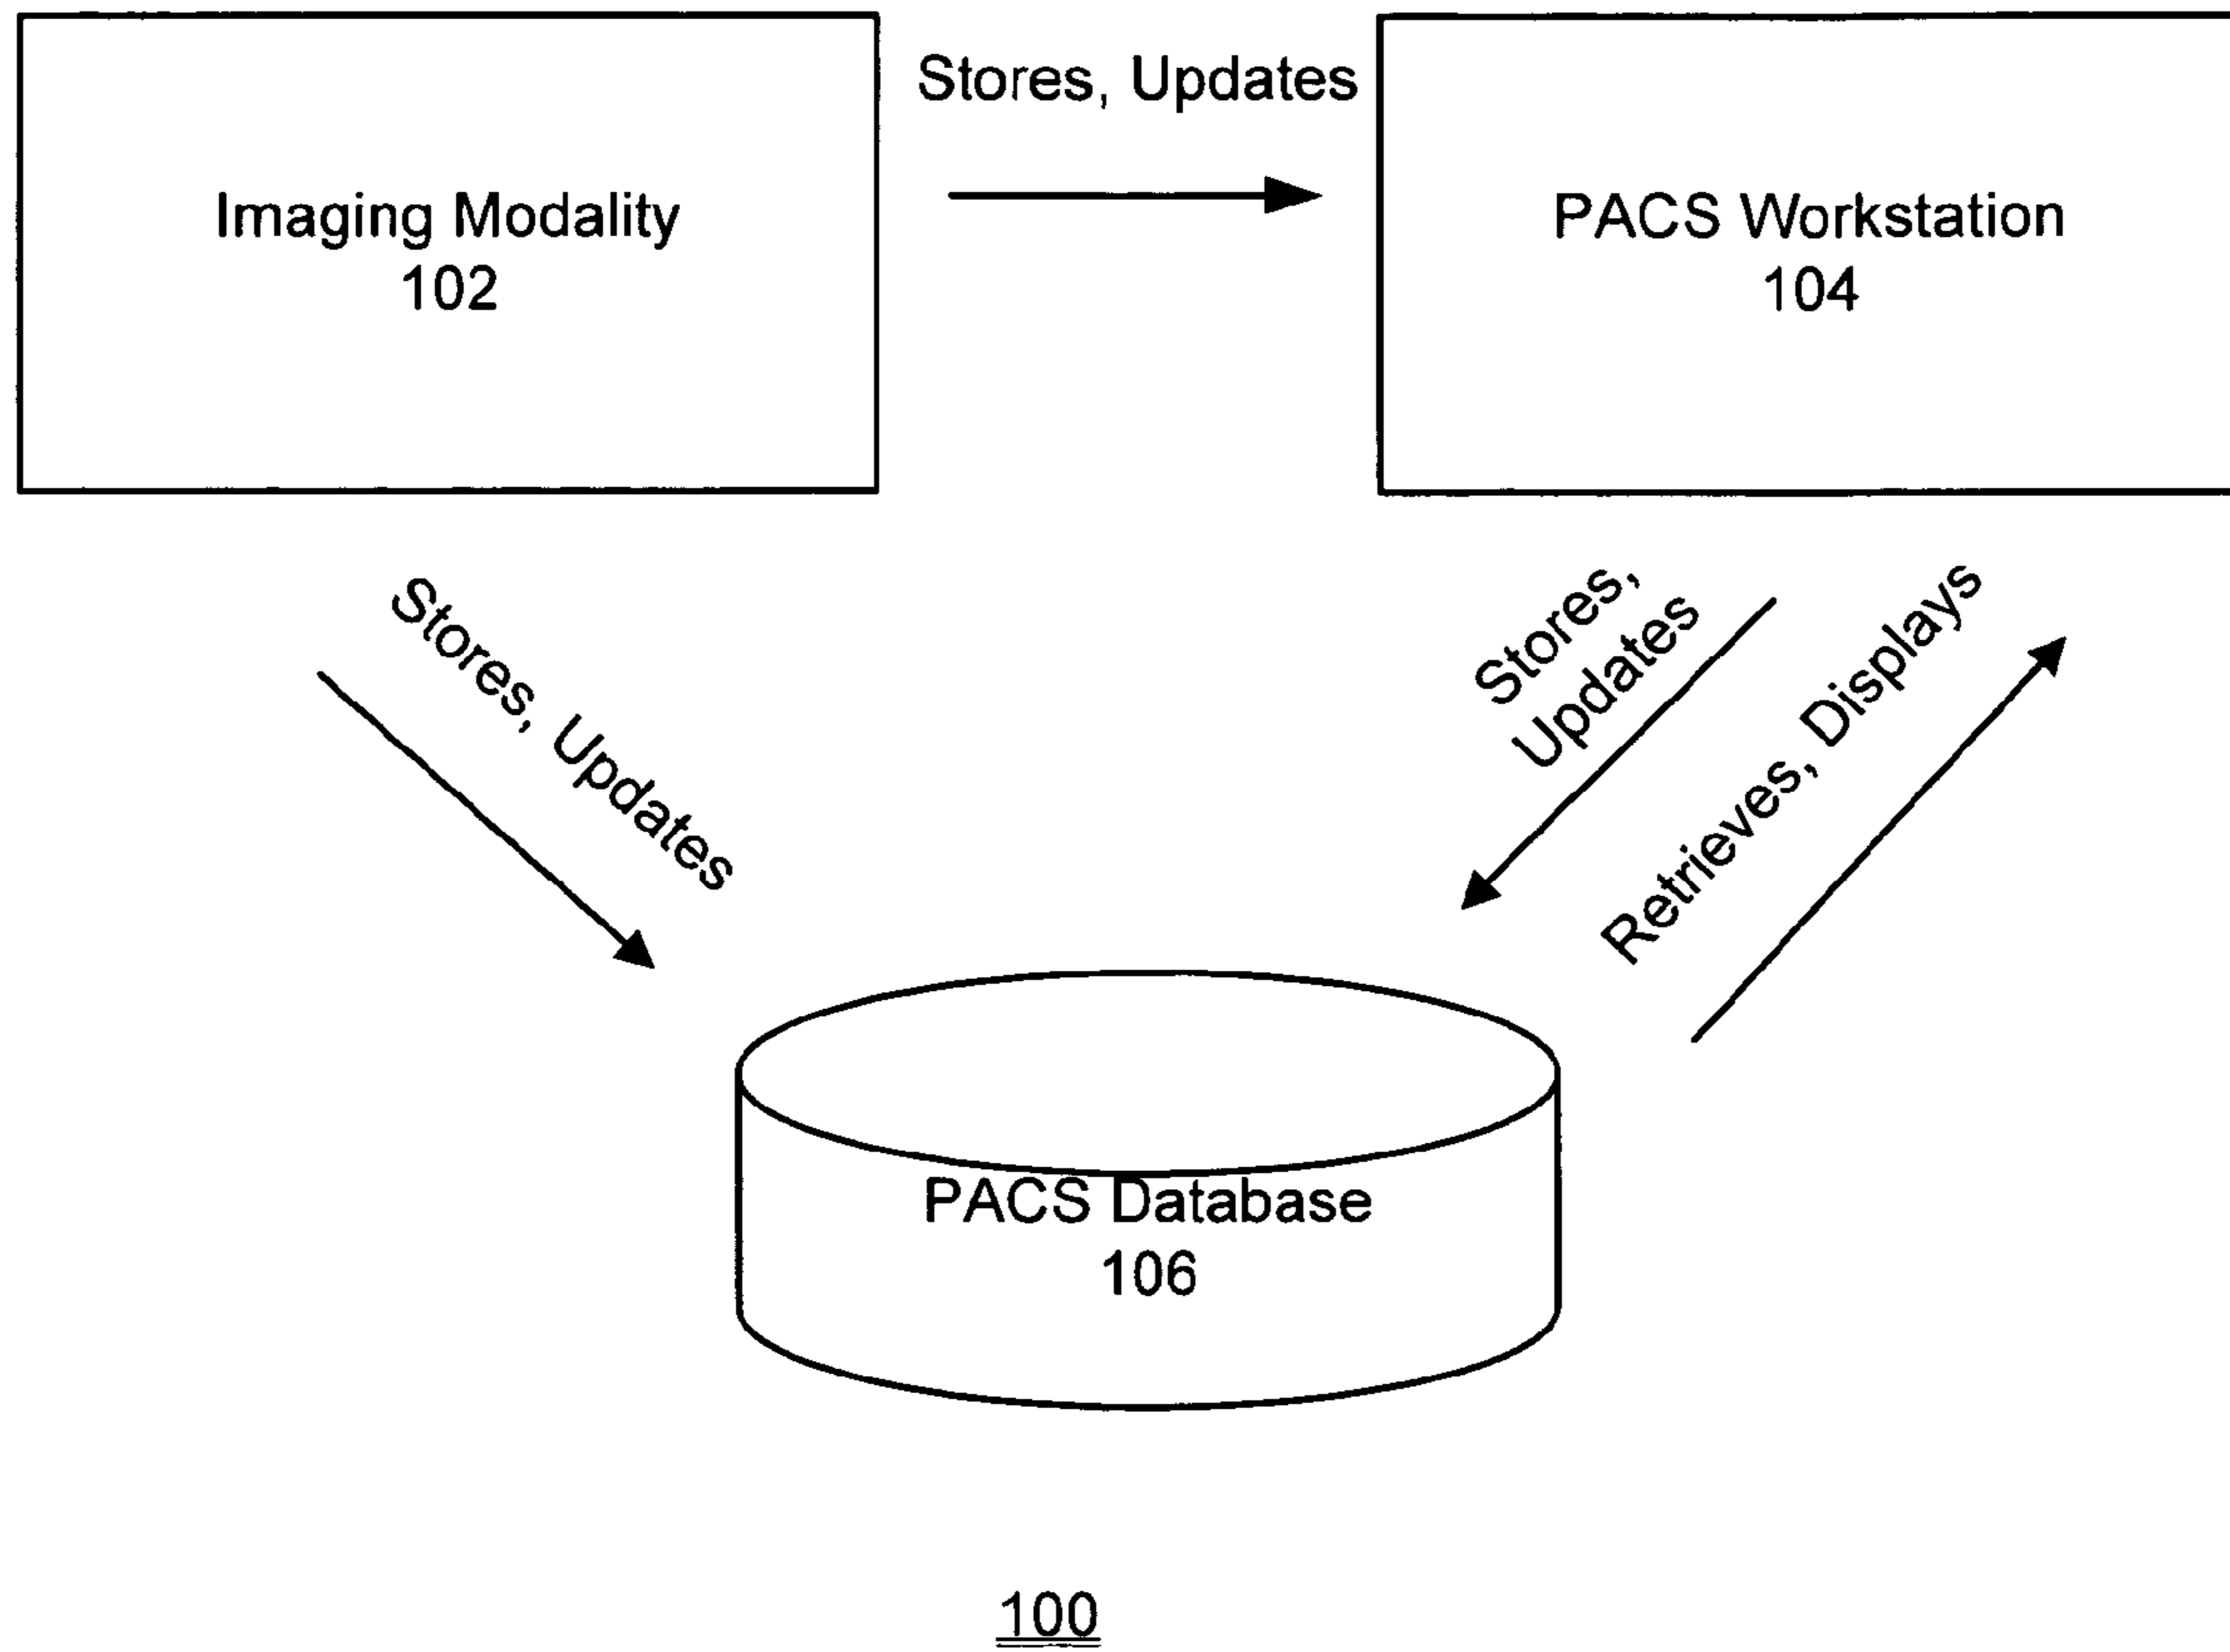 Stores, Updates
Imaging Modality
102
PACS Workstation
104
Stores, Updates
Stores,
Updates
Retrieves, Displays
PACS Database
106
100